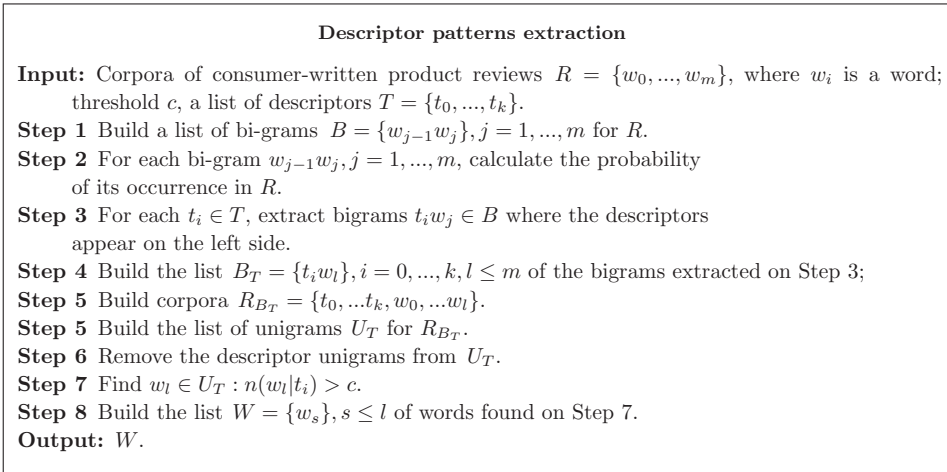 Descriptor patterns extraction
Input: Corpora of consumer-written product reviews R = {w_0, ..., w_m}, where w_i is a word;
threshold c, a list of descriptors T = {t_0, ..., t_k}.
Step 1 Build a list of bi-grams B = {w_{j−1}w_j}, j = 1, ..., m for R.
Step 2 For each bi-gram w_{j−1}w_j, j = 1, ..., m, calculate the probability
of its occurrence in R.
Step 3 For each t_i ∈ T, extract bigrams t_iw_j ∈ B where the descriptors
appear on the left side.
Step 4 Build the list B_T = {t_iw_l}, i = 0, ..., k, l ≤ m of the bigrams extracted on Step 3;
Step 5 Build corpora R_{B_T} = {t_0, ...t_k, w_0, ...w_l}.
Step 5 Build the list of unigrams U_T for R_{B_T}.
Step 6 Remove the descriptor unigrams from U_T.
Step 7 Find w_l ∈ U_T : n(w_l|t_i) > c.
Step 8 Build the list W = {w_s}, s ≤ l of words found on Step 7.
Output: W.